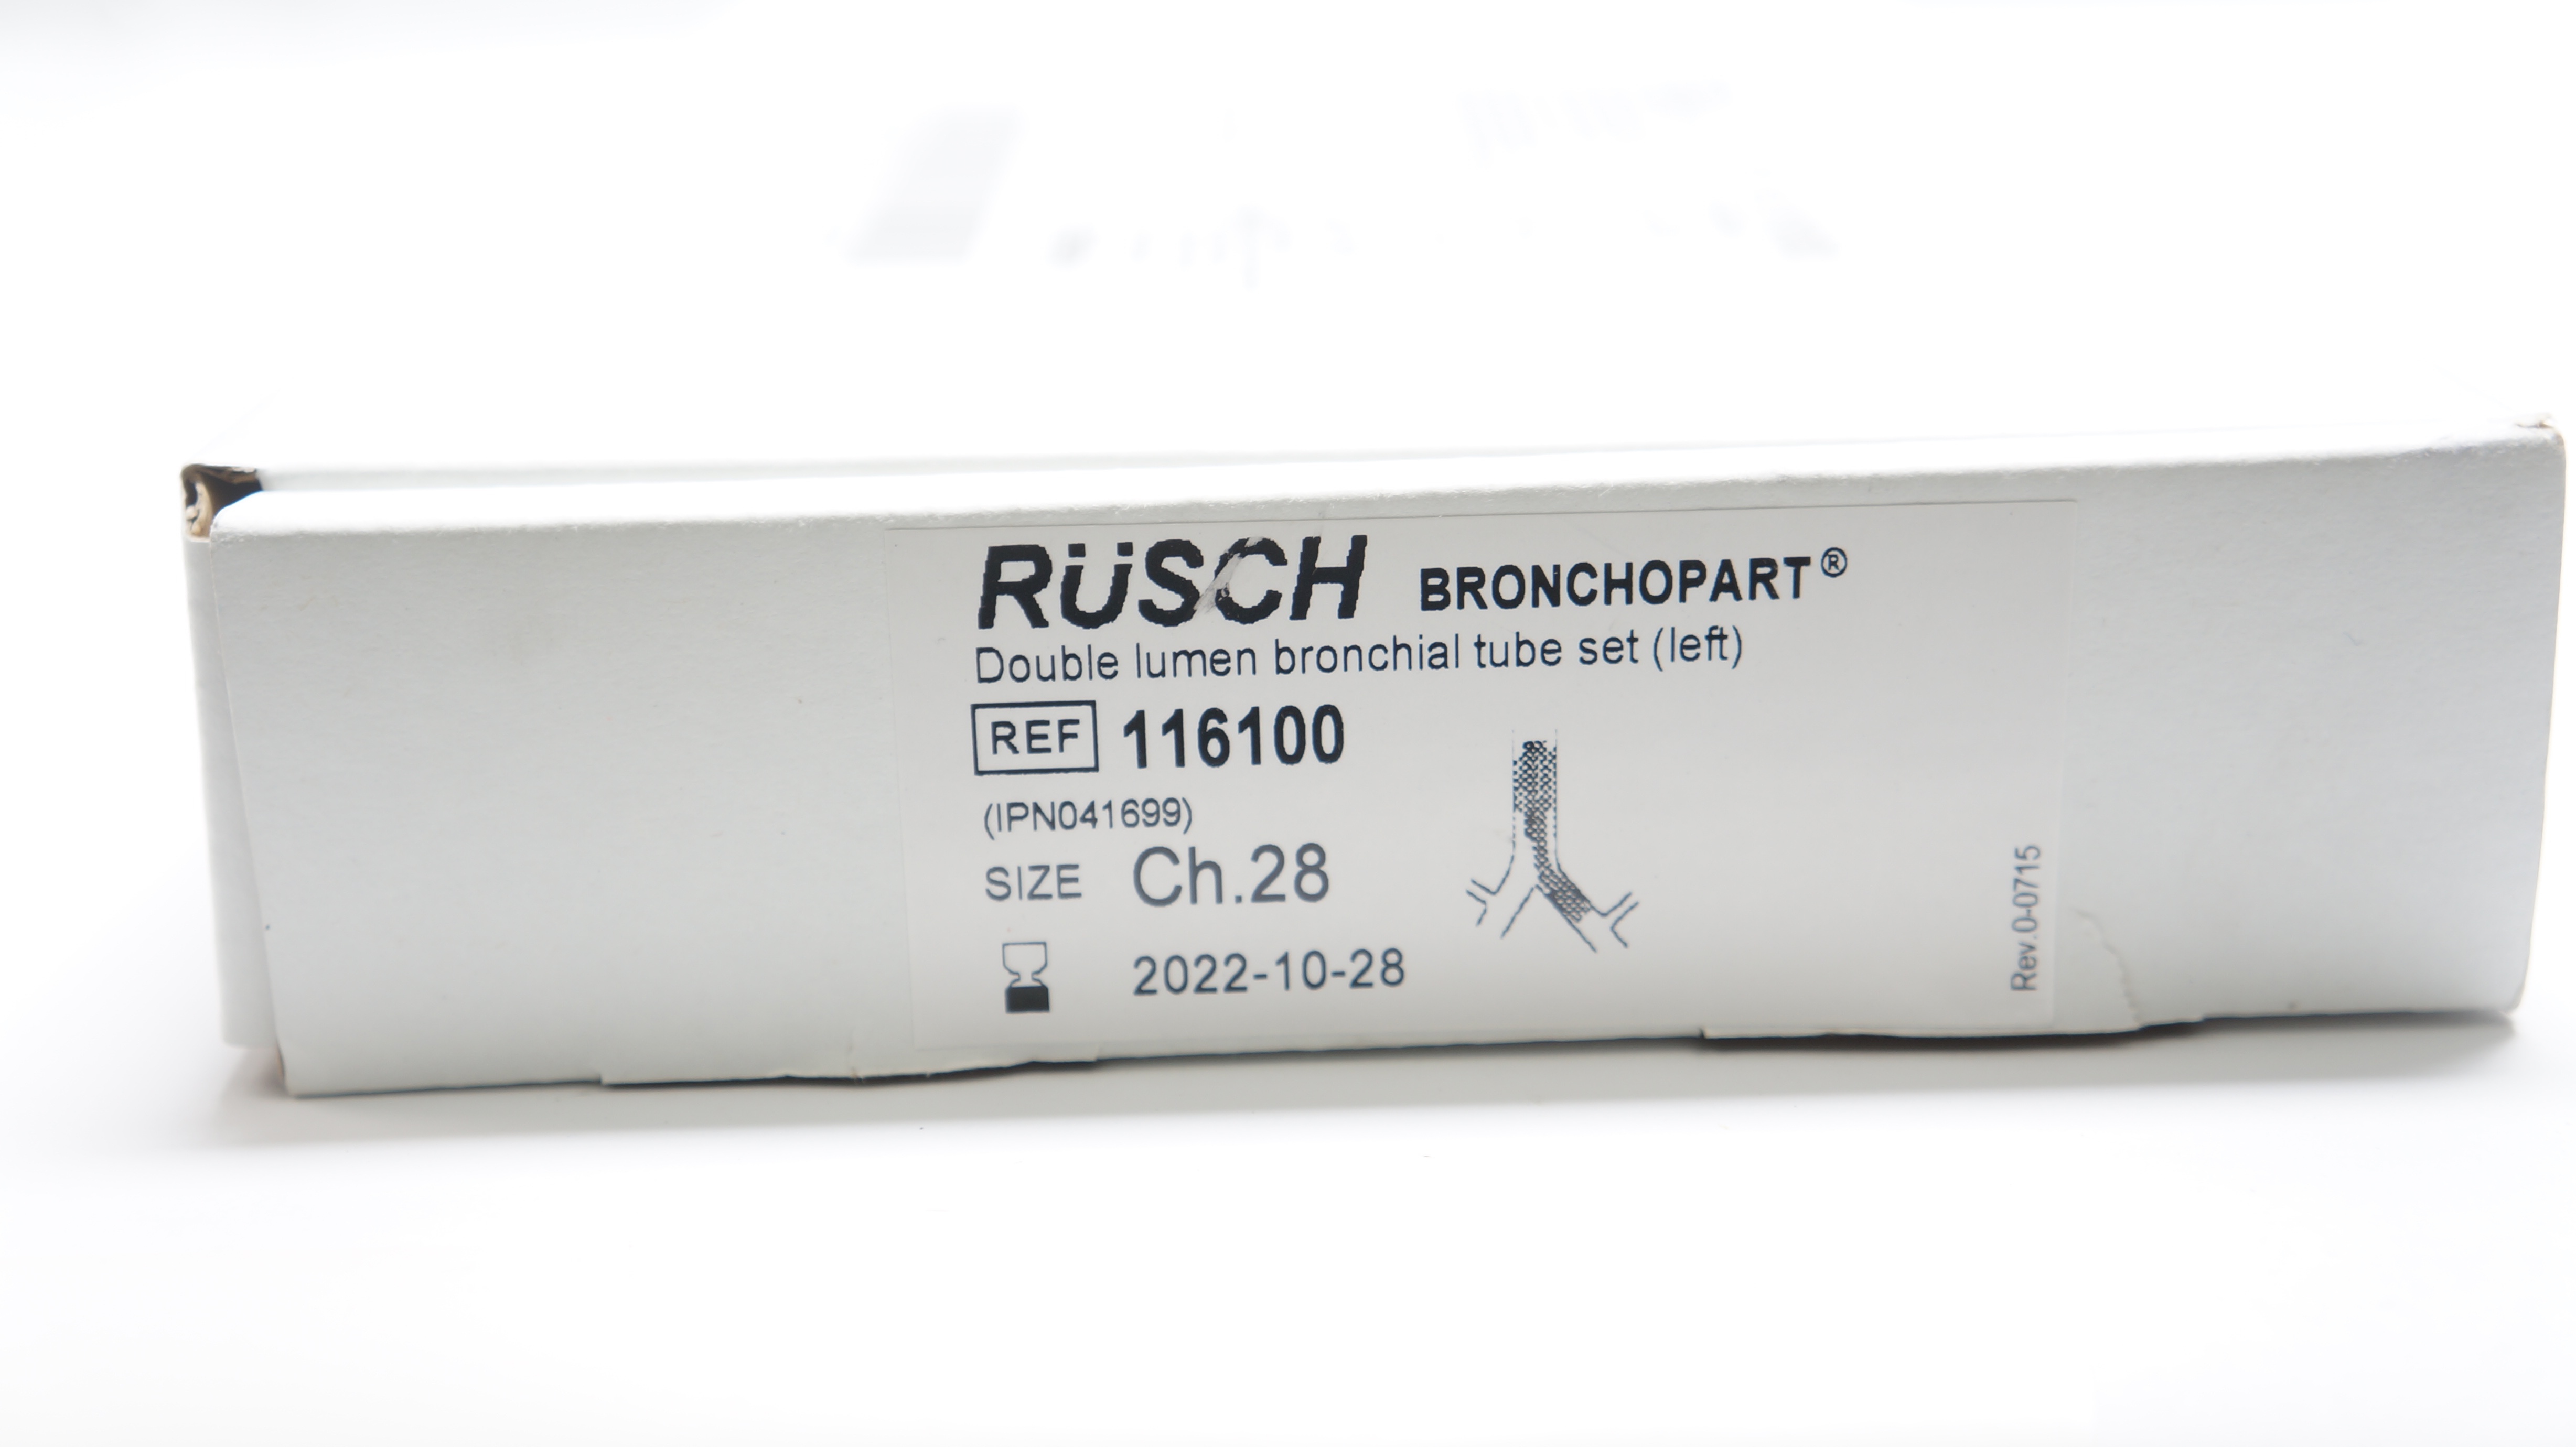 RÜSCH BRONCHOPART®
Double lumen bronchial tube set (left)
REF 116100
(IPN041699)
SIZE Ch.28
2022-10-28
Rev.0-0715